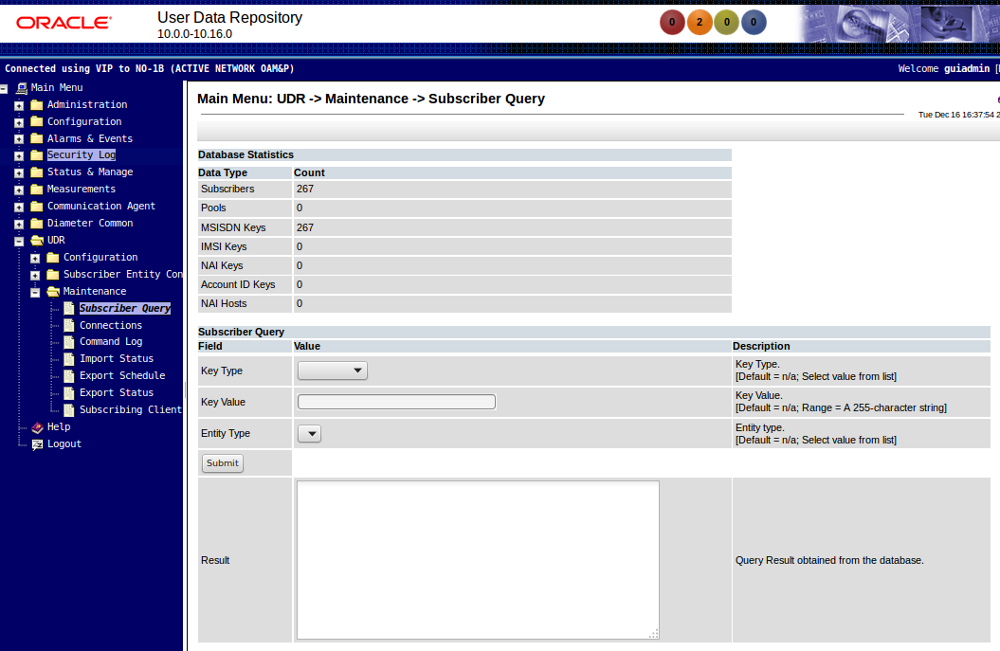 ORACLE®
User Data Repository
10.0.0-10.16.0
0 2 0 0
Connected using VIP to NO-1B (ACTIVE NETWORK OAM&P)
Welcome guiadmin [
Main Menu
Administration
Configuration
Alarms & Events
Security Log
Status & Manage
Measurements
Communication Agent
Diameter Common
UDR
Configuration
Subscriber Entity Con
Maintenance
Subscriber Query
Connections
Command Log
Import Status
Export Schedule
Export Status
Subscribing Client
Help
Logout
Main Menu: UDR -> Maintenance -> Subscriber Query
Tue Dec 16 16:37:54 2
Database Statistics
Data Type Count
Subscribers 267
Pools 0
MSISDN Keys 267
IMSI Keys 0
NAI Keys 0
Account ID Keys 0
NAI Hosts 0
Subscriber Query
Field Value Description
Key Type Key Type.
[Default = n/a; Select value from list]
Key Value Key Value.
[Default = n/a; Range = A 255-character string]
Entity Type Entity type.
[Default = n/a; Select value from list]
Submit
Result Query Result obtained from the database.